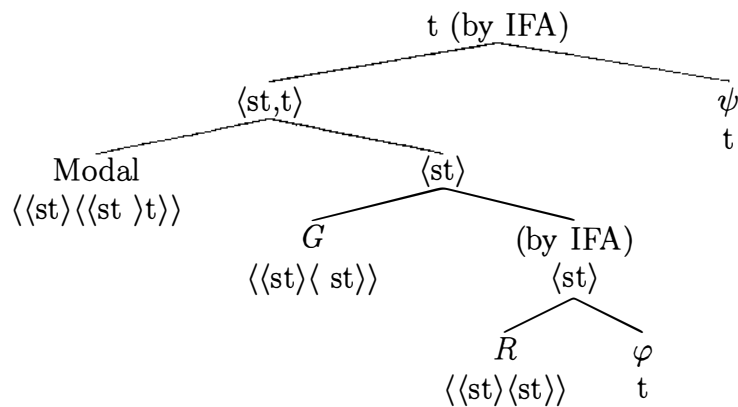 t (by IFA)
⟨st,t⟩ ψ
t
Modal ⟨st⟩
⟨⟨st⟩⟨⟨st ⟩t⟩⟩
G (by IFA)
⟨⟨st⟩⟨ st⟩⟩ ⟨st⟩
R φ
⟨⟨st⟩⟨st⟩⟩ t